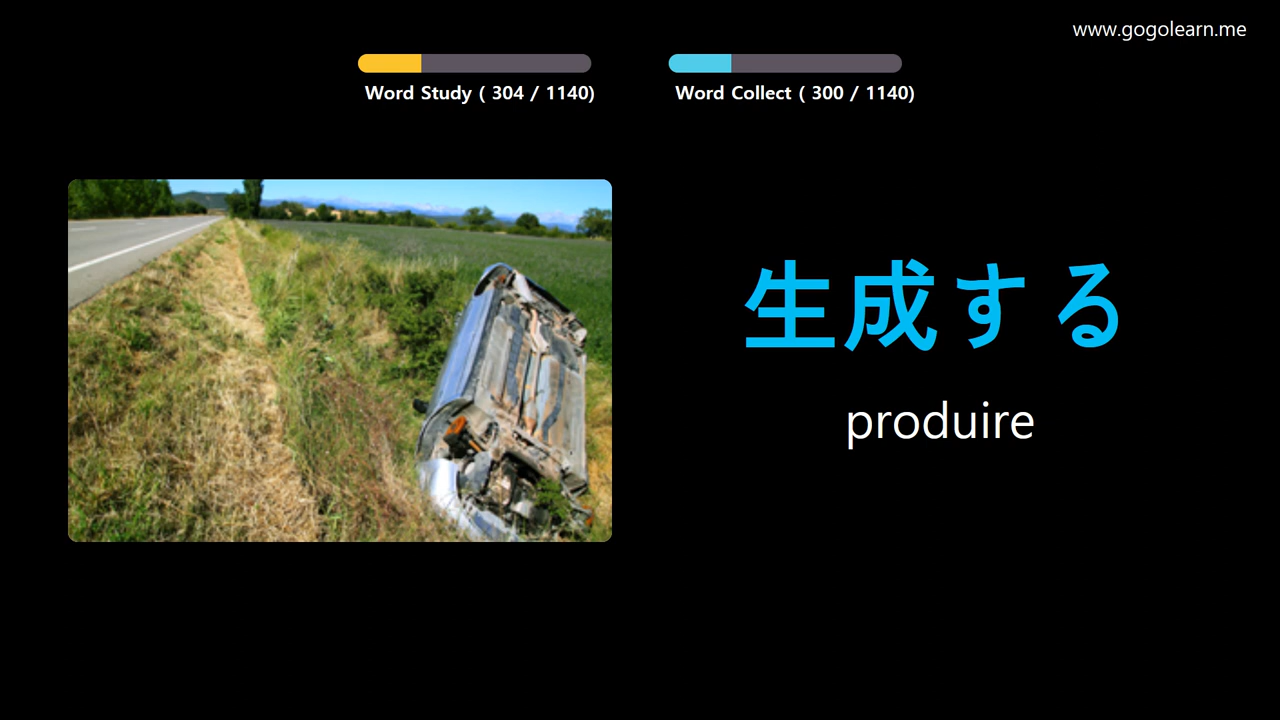 www.gogolearn.me
Word Study ( 304 / 1140)
Word Collect ( 300 / 1140)
生成する
produire